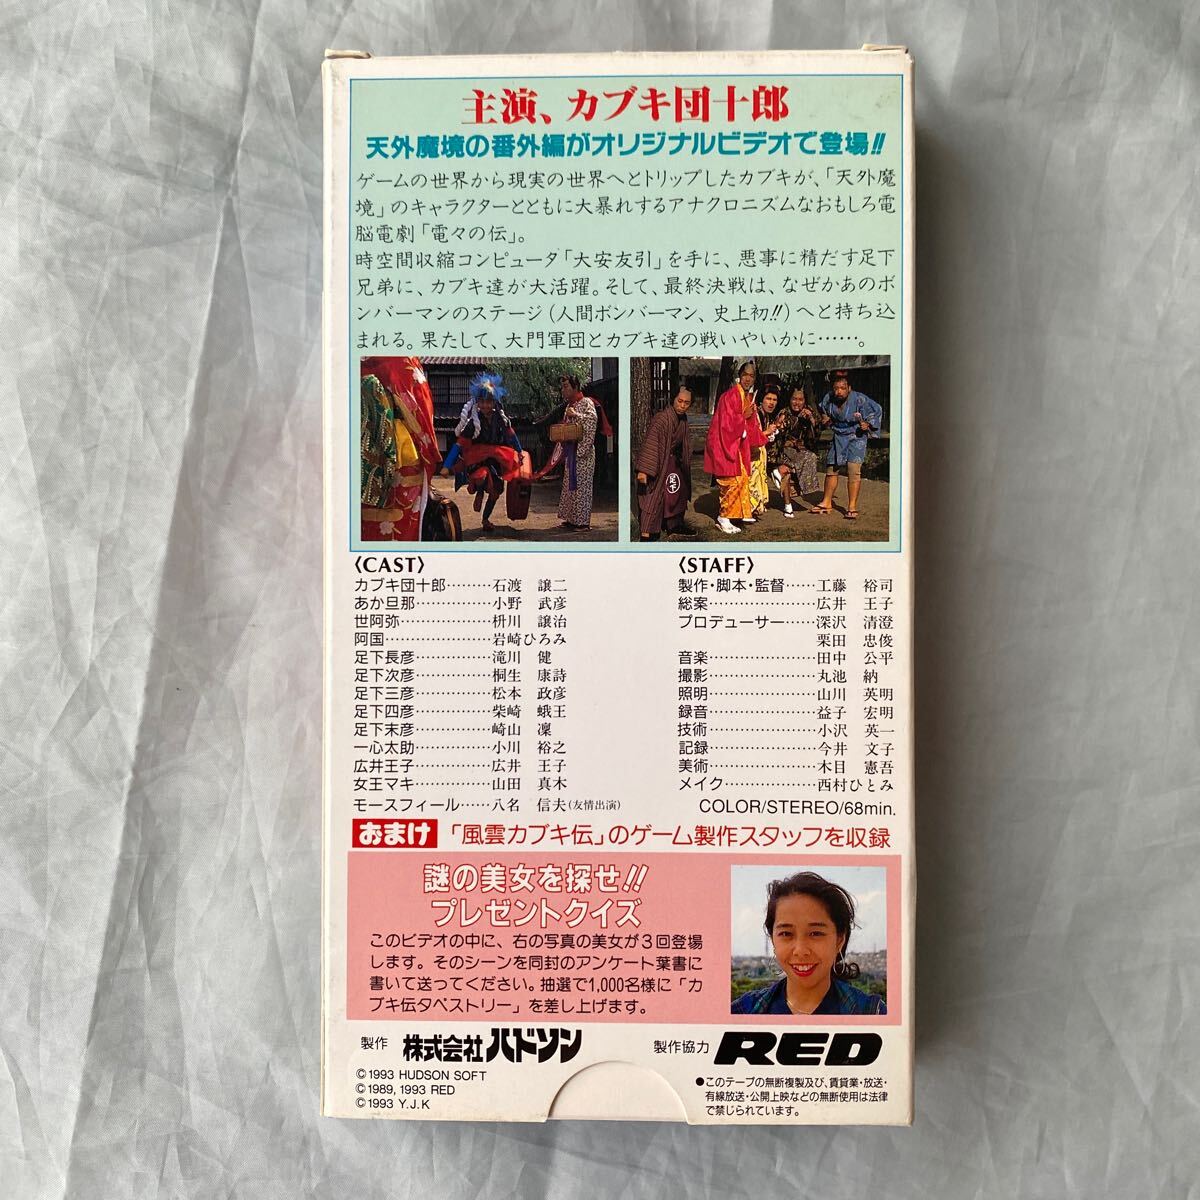 主演、カブキ団十郎
天外魔境の番外編がオリジナルビデオで登場!!
ゲームの世界から現実の世界へとトリップしたカブキが、「天外魔
境」のキャラクターとともに大暴れするアナクロニズムなおもしろ電
脳電劇「電々の伝」。
時空間収縮コンピュータ「大安友引」を手に、悪事に精だす足下
兄弟に、カブキ達が大活躍。そして、最終決戦は、なぜかあのボ
ンバーマンのステージ(人間ボンバーマン、史上初!!)へと持ち込
まれる。果たして、大門軍団とカブキ達の戦いやいかに……。
足下
〈CAST〉
カブキ団十郎………石渡 譲二
あか旦那……………小野 武彦
世阿弥………………枡川 譲治
阿国…………………岩崎ひろみ
足下長彦……………滝川 健
足下次彦……………桐生 康詩
足下三彦……………松本 政彦
足下四彦……………柴崎 蛾王
足下末彦……………崎山 凜
一心太助……………小川 裕之
広井王子……………広井 王子
女王マキ……………山田 真木
モースフィール……八名 信夫(友情出演)
〈STAFF〉
製作・脚本・監督……工藤 裕司
総案…………………広井 王子
プロデューサー……深沢 清澄
栗田 忠俊
音楽…………………田中 公平
撮影…………………丸池 納
照明…………………山川 英明
録音…………………益子 宏明
技術…………………小沢 英一
記録…………………今井 文子
美術…………………木目 憲吾
メイク………………西村ひとみ
COLOR/STEREO/68min.
おまけ 「風雲カブキ伝」のゲーム製作スタッフを収録
謎の美女を探せ!!
プレゼントクイズ
このビデオの中に、右の写真の美女が3回登場
します。そのシーンを同封のアンケート葉書に
書いて送ってください。抽選で1,000名様に「カ
ブキ伝タペストリー」を差し上げます。
製作 株式会社ハドソン
製作協力 RED
©1993 HUDSON SOFT
©1989, 1993 RED
©1993 Y.J.K
●このテープの無断複製及び、賃貸業・放送・
有線放送・公開上映などの無断使用は法律
で禁じられています。